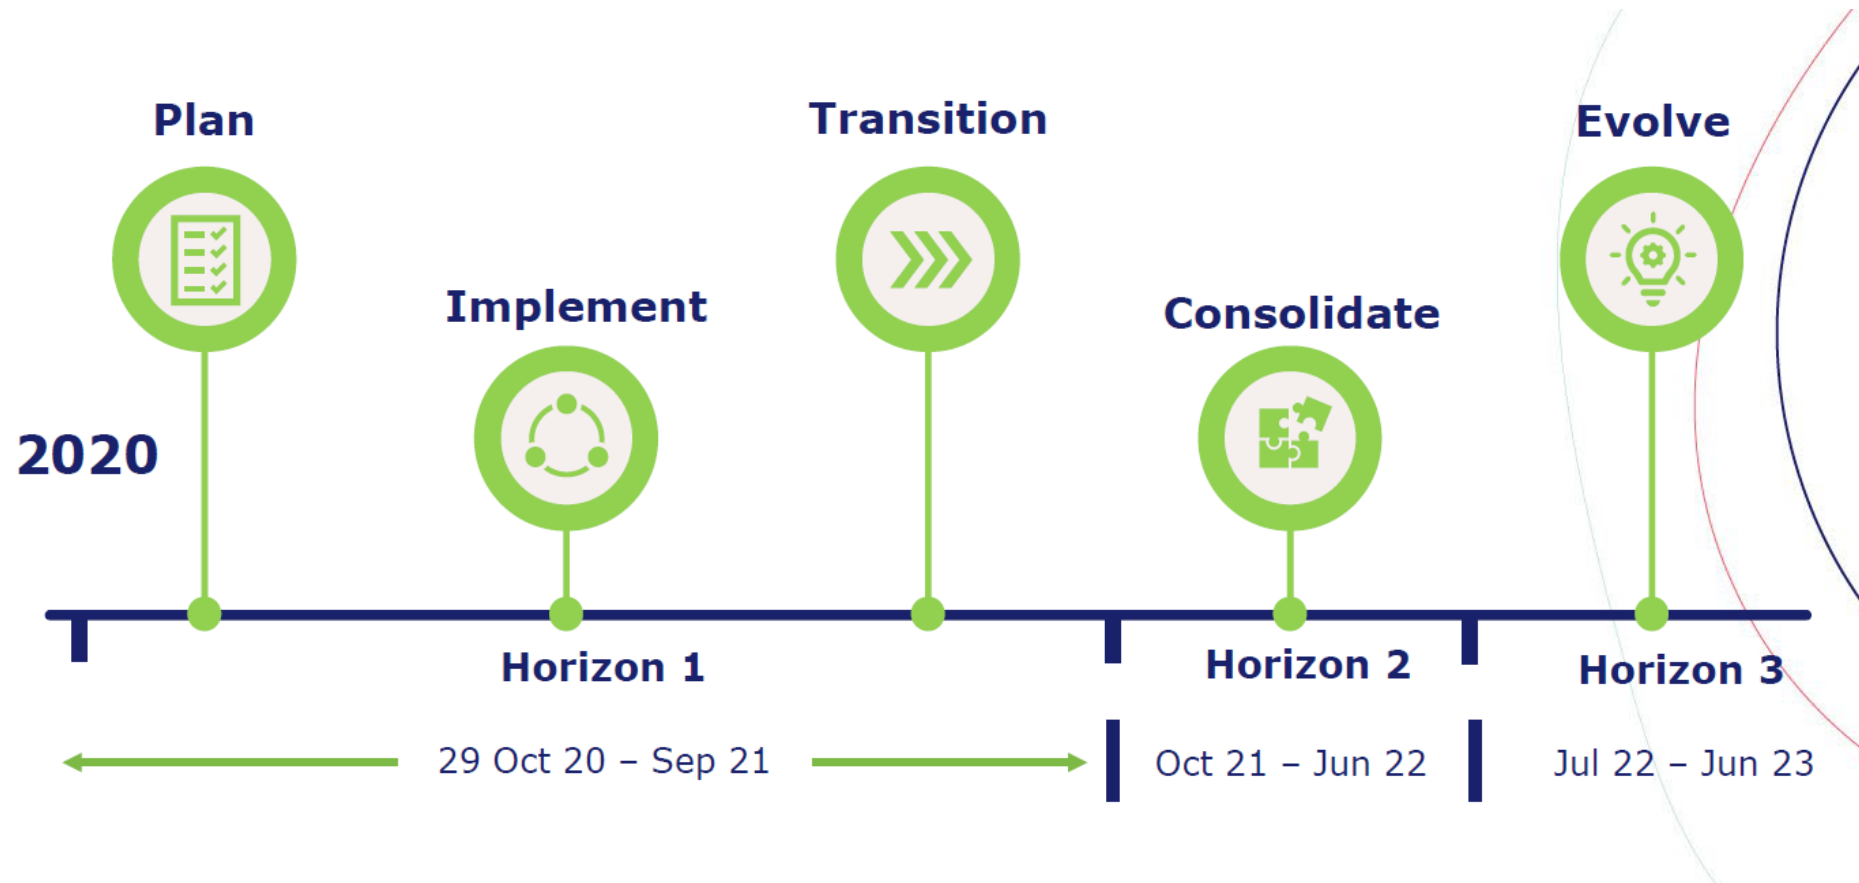 Plan
Transition
Evolve
Implement
Consolidate
2020
Horizon 1
Horizon 2
Horizon 3
29 Oct 20 – Sep 21
Oct 21 – Jun 22
Jul 22 – Jun 23